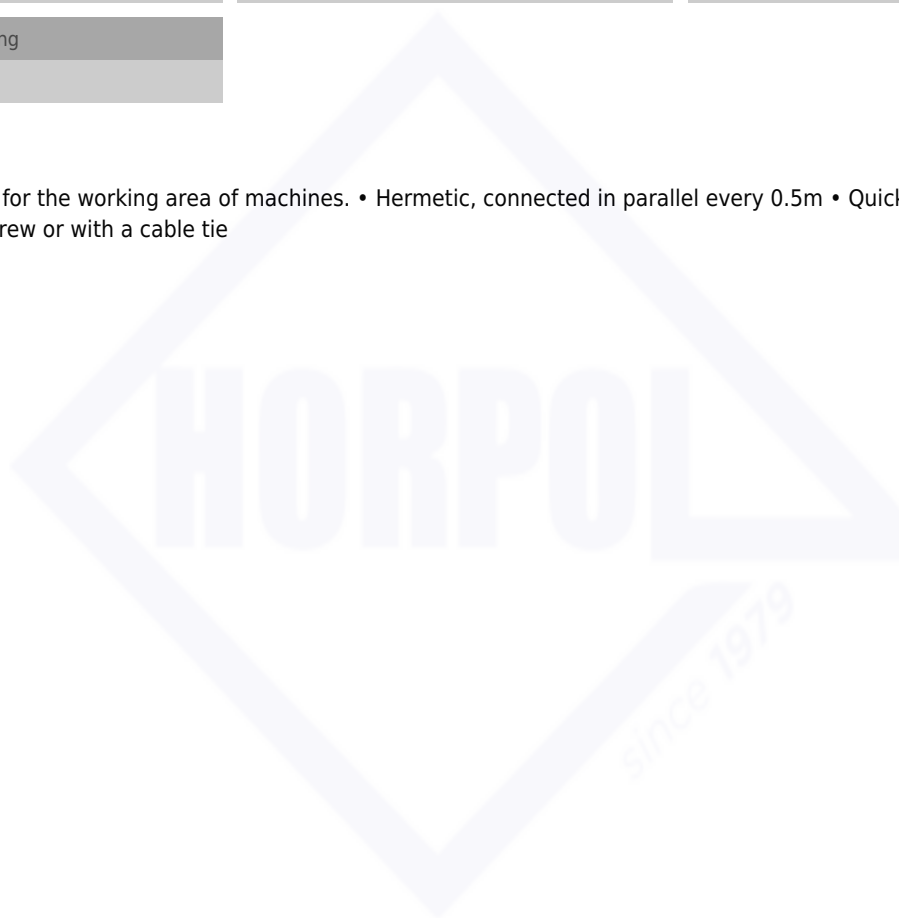 ng
for the working area of machines. • Hermetic, connected in parallel every 0.5m • Quick
rew or with a cable tie
HORPOL
since 1979